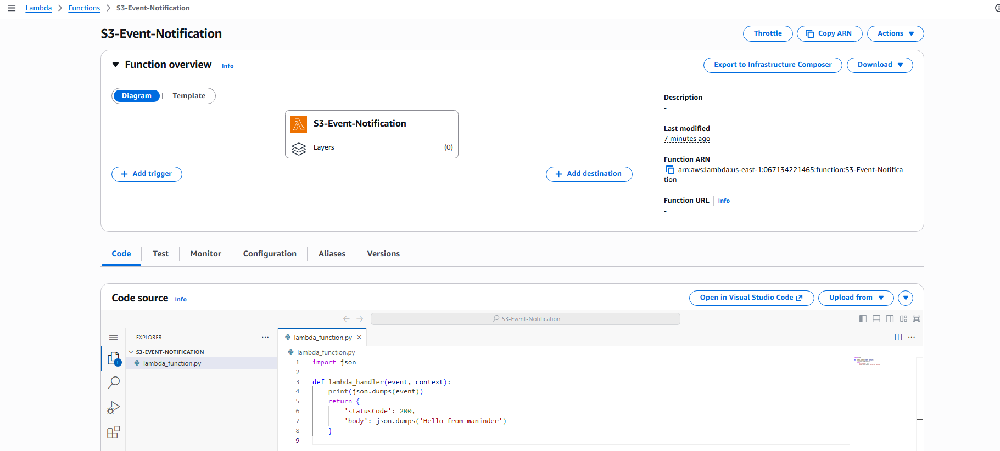 Lambda > Functions > S3-Event-Notification
S3-Event-Notification
Throttle
Copy ARN
Actions
Function overview
Info
Export to Infrastructure Composer
Download
Diagram
Template
S3-Event-Notification
Layers
(0)
+ Add trigger
+ Add destination
Description
-
Last modified
7 minutes ago
Function ARN
arn:aws:lambda:us-east-1:067134221465:function:S3-Event-Notifica
tion
Function URL
Info
-
Code
Test
Monitor
Configuration
Aliases
Versions
Code source
Info
Open in Visual Studio Code
Upload from
S3-Event-Notification
EXPLORER
S3-EVENT-NOTIFICATION
lambda_function.py
1
lambda_function.py
lambda_function.py
1 import json
2
3 def lambda_handler(event, context):
4     print(json.dumps(event))
5     return {
6         'statusCode': 200,
7         'body': json.dumps('Hello from maninder')
8     }
9